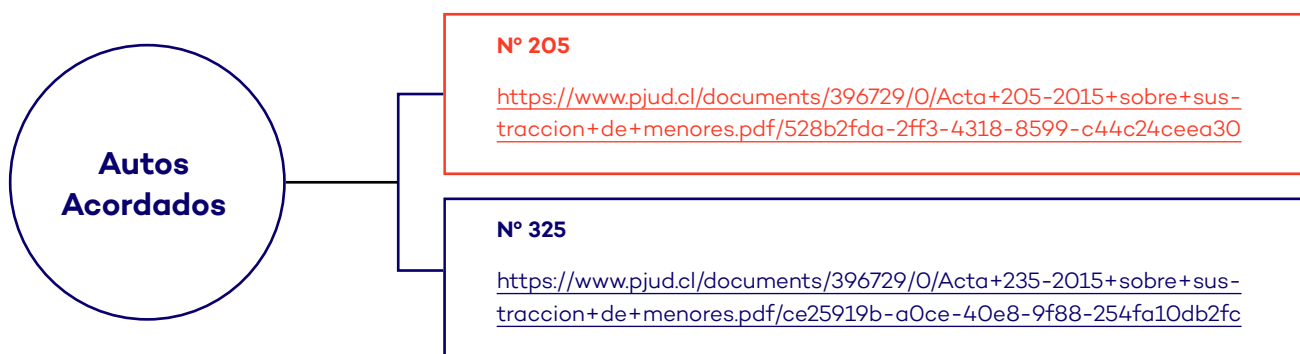 Autos
Acordados
N° 205
https://www.pjud.cl/documents/396729/0/Acta+205-2015+sobre+sus-
traccion+de+menores.pdf/528b2fda-2ff3-4318-8599-c44c24ceea30
N° 325
https://www.pjud.cl/documents/396729/0/Acta+235-2015+sobre+sus-
traccion+de+menores.pdf/ce25919b-a0ce-40e8-9f88-254fa10db2fc